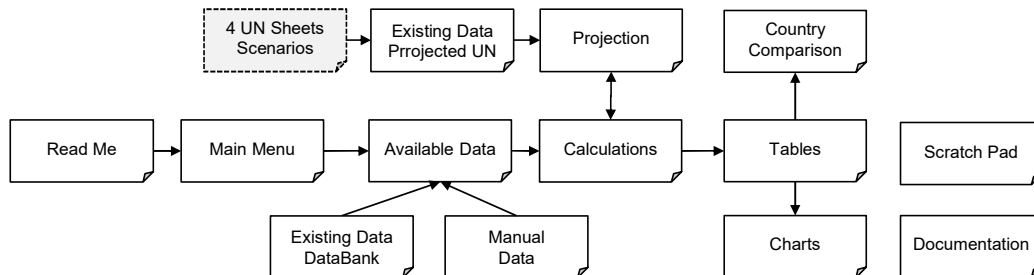 4 UN Sheets
Scenarios
Existing Data
Prrojected UN
Projection
Country
Comparison
Read Me
Main Menu
Available Data
Calculations
Tables
Scratch Pad
Existing Data
DataBank
Manual
Data
Charts
Documentation